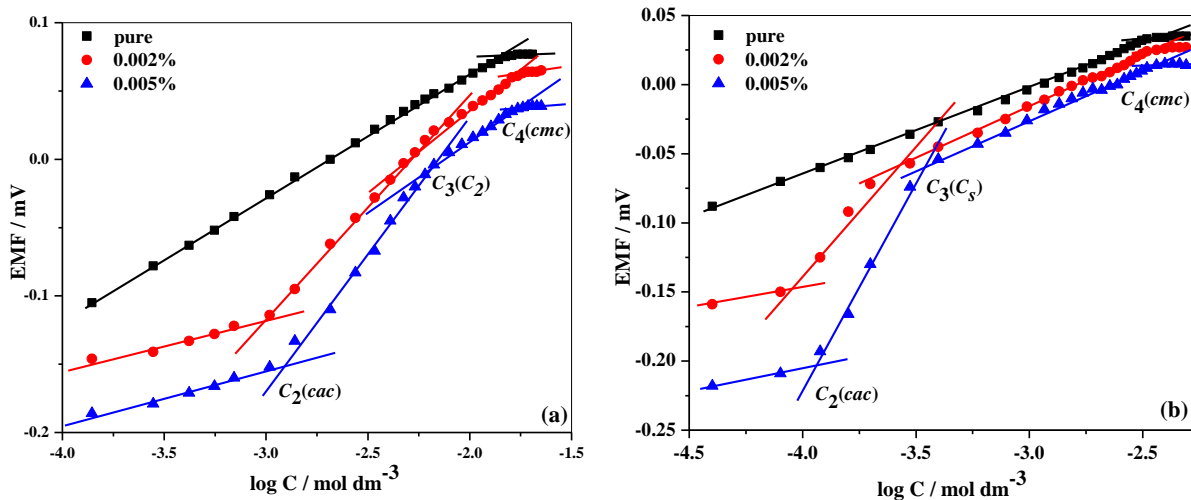 pure
0.002%
0.005%
0.1
0.0
-0.1
-0.2
EMF / mV
C₄(cmc)
C₃(C₂)
C₂(cac)
(a)
-4.0 -3.5 -3.0 -2.5 -2.0 -1.5
log C / mol dm⁻³
pure
0.002%
0.005%
0.05
0.00
-0.05
-0.10
-0.15
-0.20
-0.25
EMF / mV
C₄(cmc)
C₃(Cₛ)
C₂(cac)
(b)
-4.5 -4.0 -3.5 -3.0 -2.5
log C / mol dm⁻³